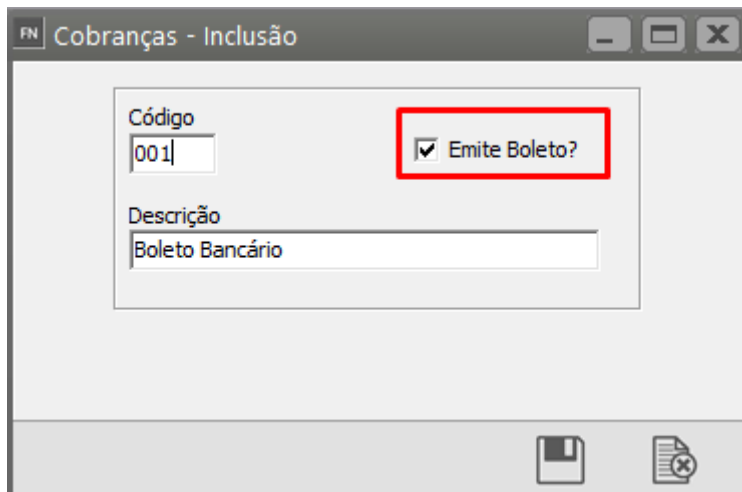 FN Cobranças - Inclusão
Código
001
Emite Boleto?
Descrição
Boleto Bancário